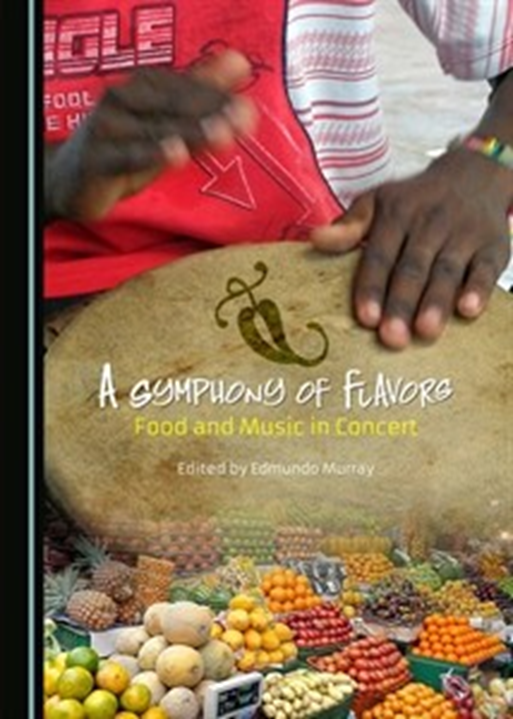 A SYMPHONY OF FLAVORS
Food and Music in Concert
Edited by Edmundo Murray